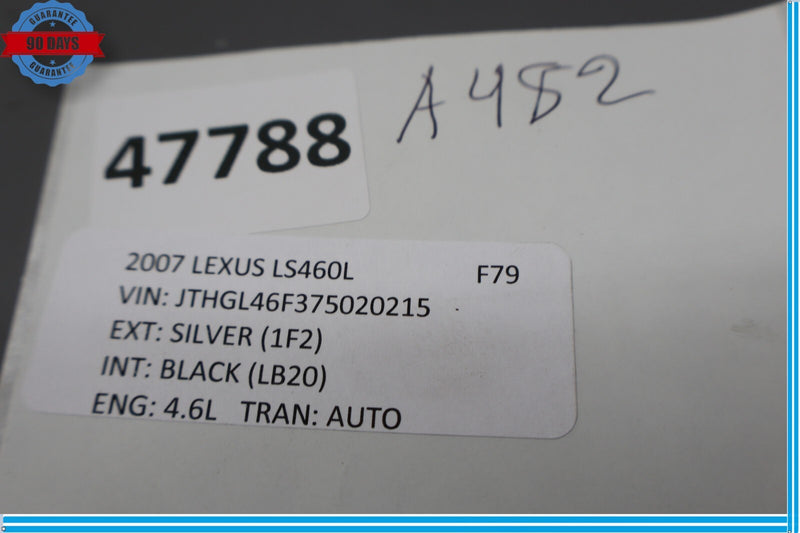 GUARANTEE
90 DAYS
GUARANTEE
A482
47788
2007 LEXUS LS460L F79
VIN: JTHGL46F375020215
EXT: SILVER (1F2)
INT: BLACK (LB20)
ENG: 4.6L TRAN: AUTO